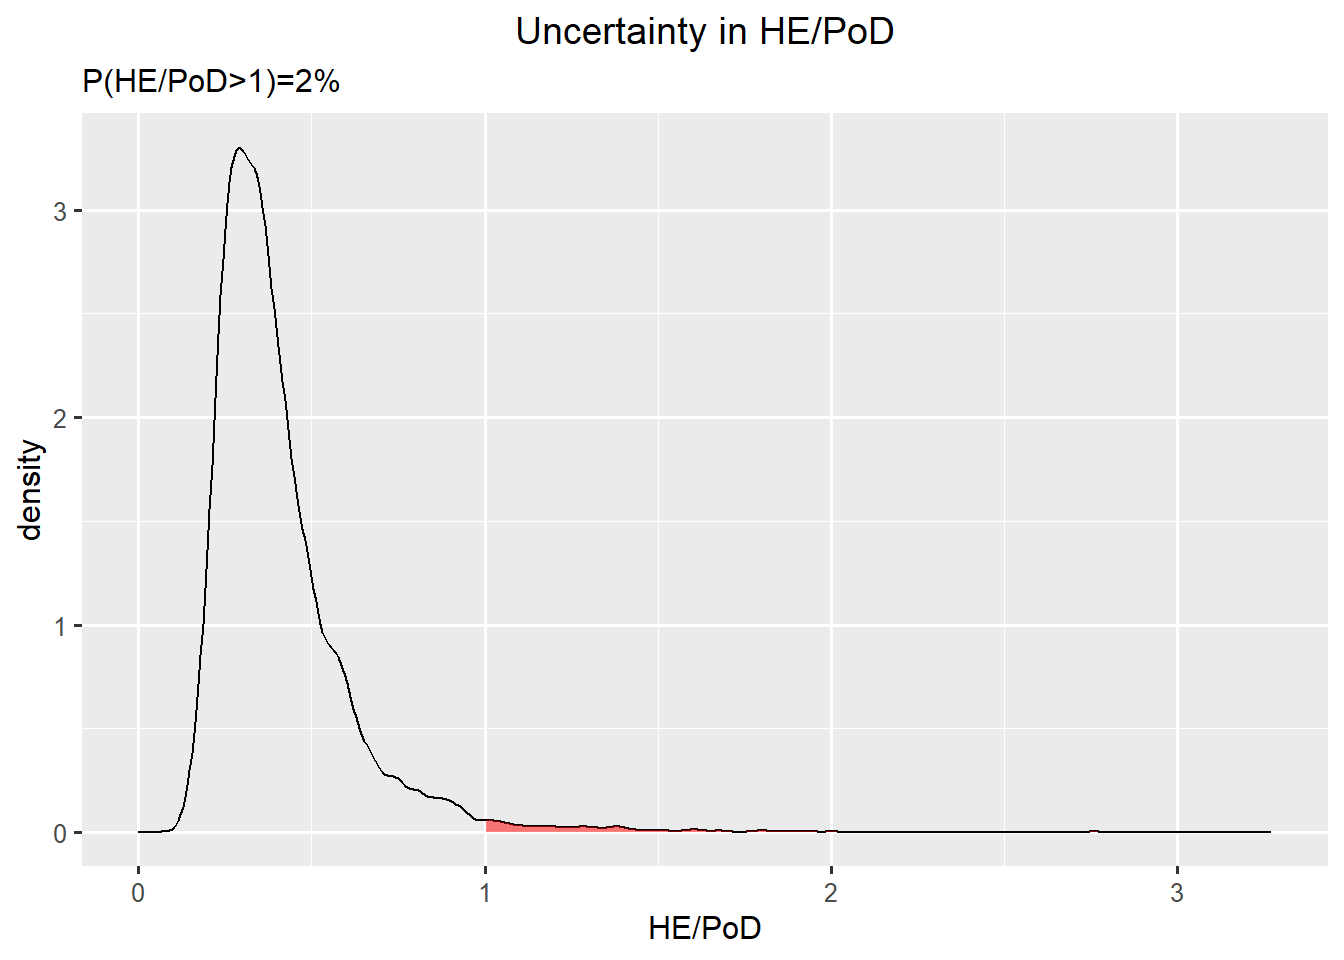 Uncertainty in HE/PoD
P(HE/PoD>1)=2%
3
2
1
0
density
0 1 2 3
HE/PoD